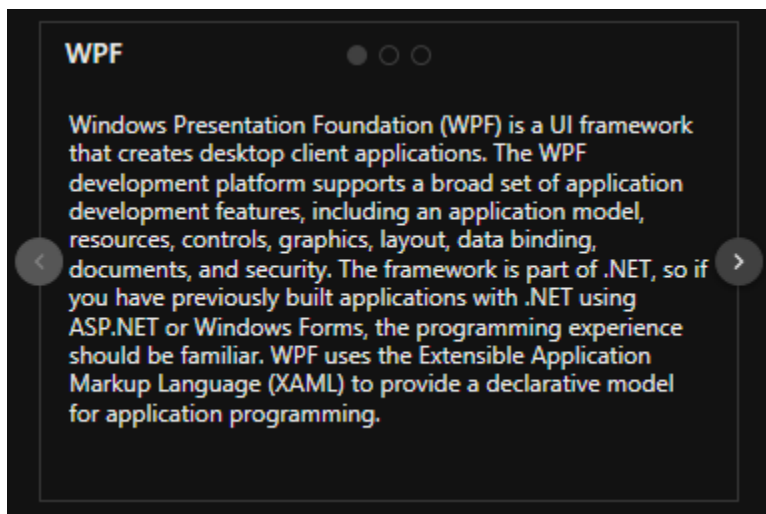 WPF
Windows Presentation Foundation (WPF) is a UI framework
that creates desktop client applications. The WPF
development platform supports a broad set of application
development features, including an application model,
resources, controls, graphics, layout, data binding,
documents, and security. The framework is part of .NET, so if
you have previously built applications with .NET using
ASP.NET or Windows Forms, the programming experience
should be familiar. WPF uses the Extensible Application
Markup Language (XAML) to provide a declarative model
for application programming.